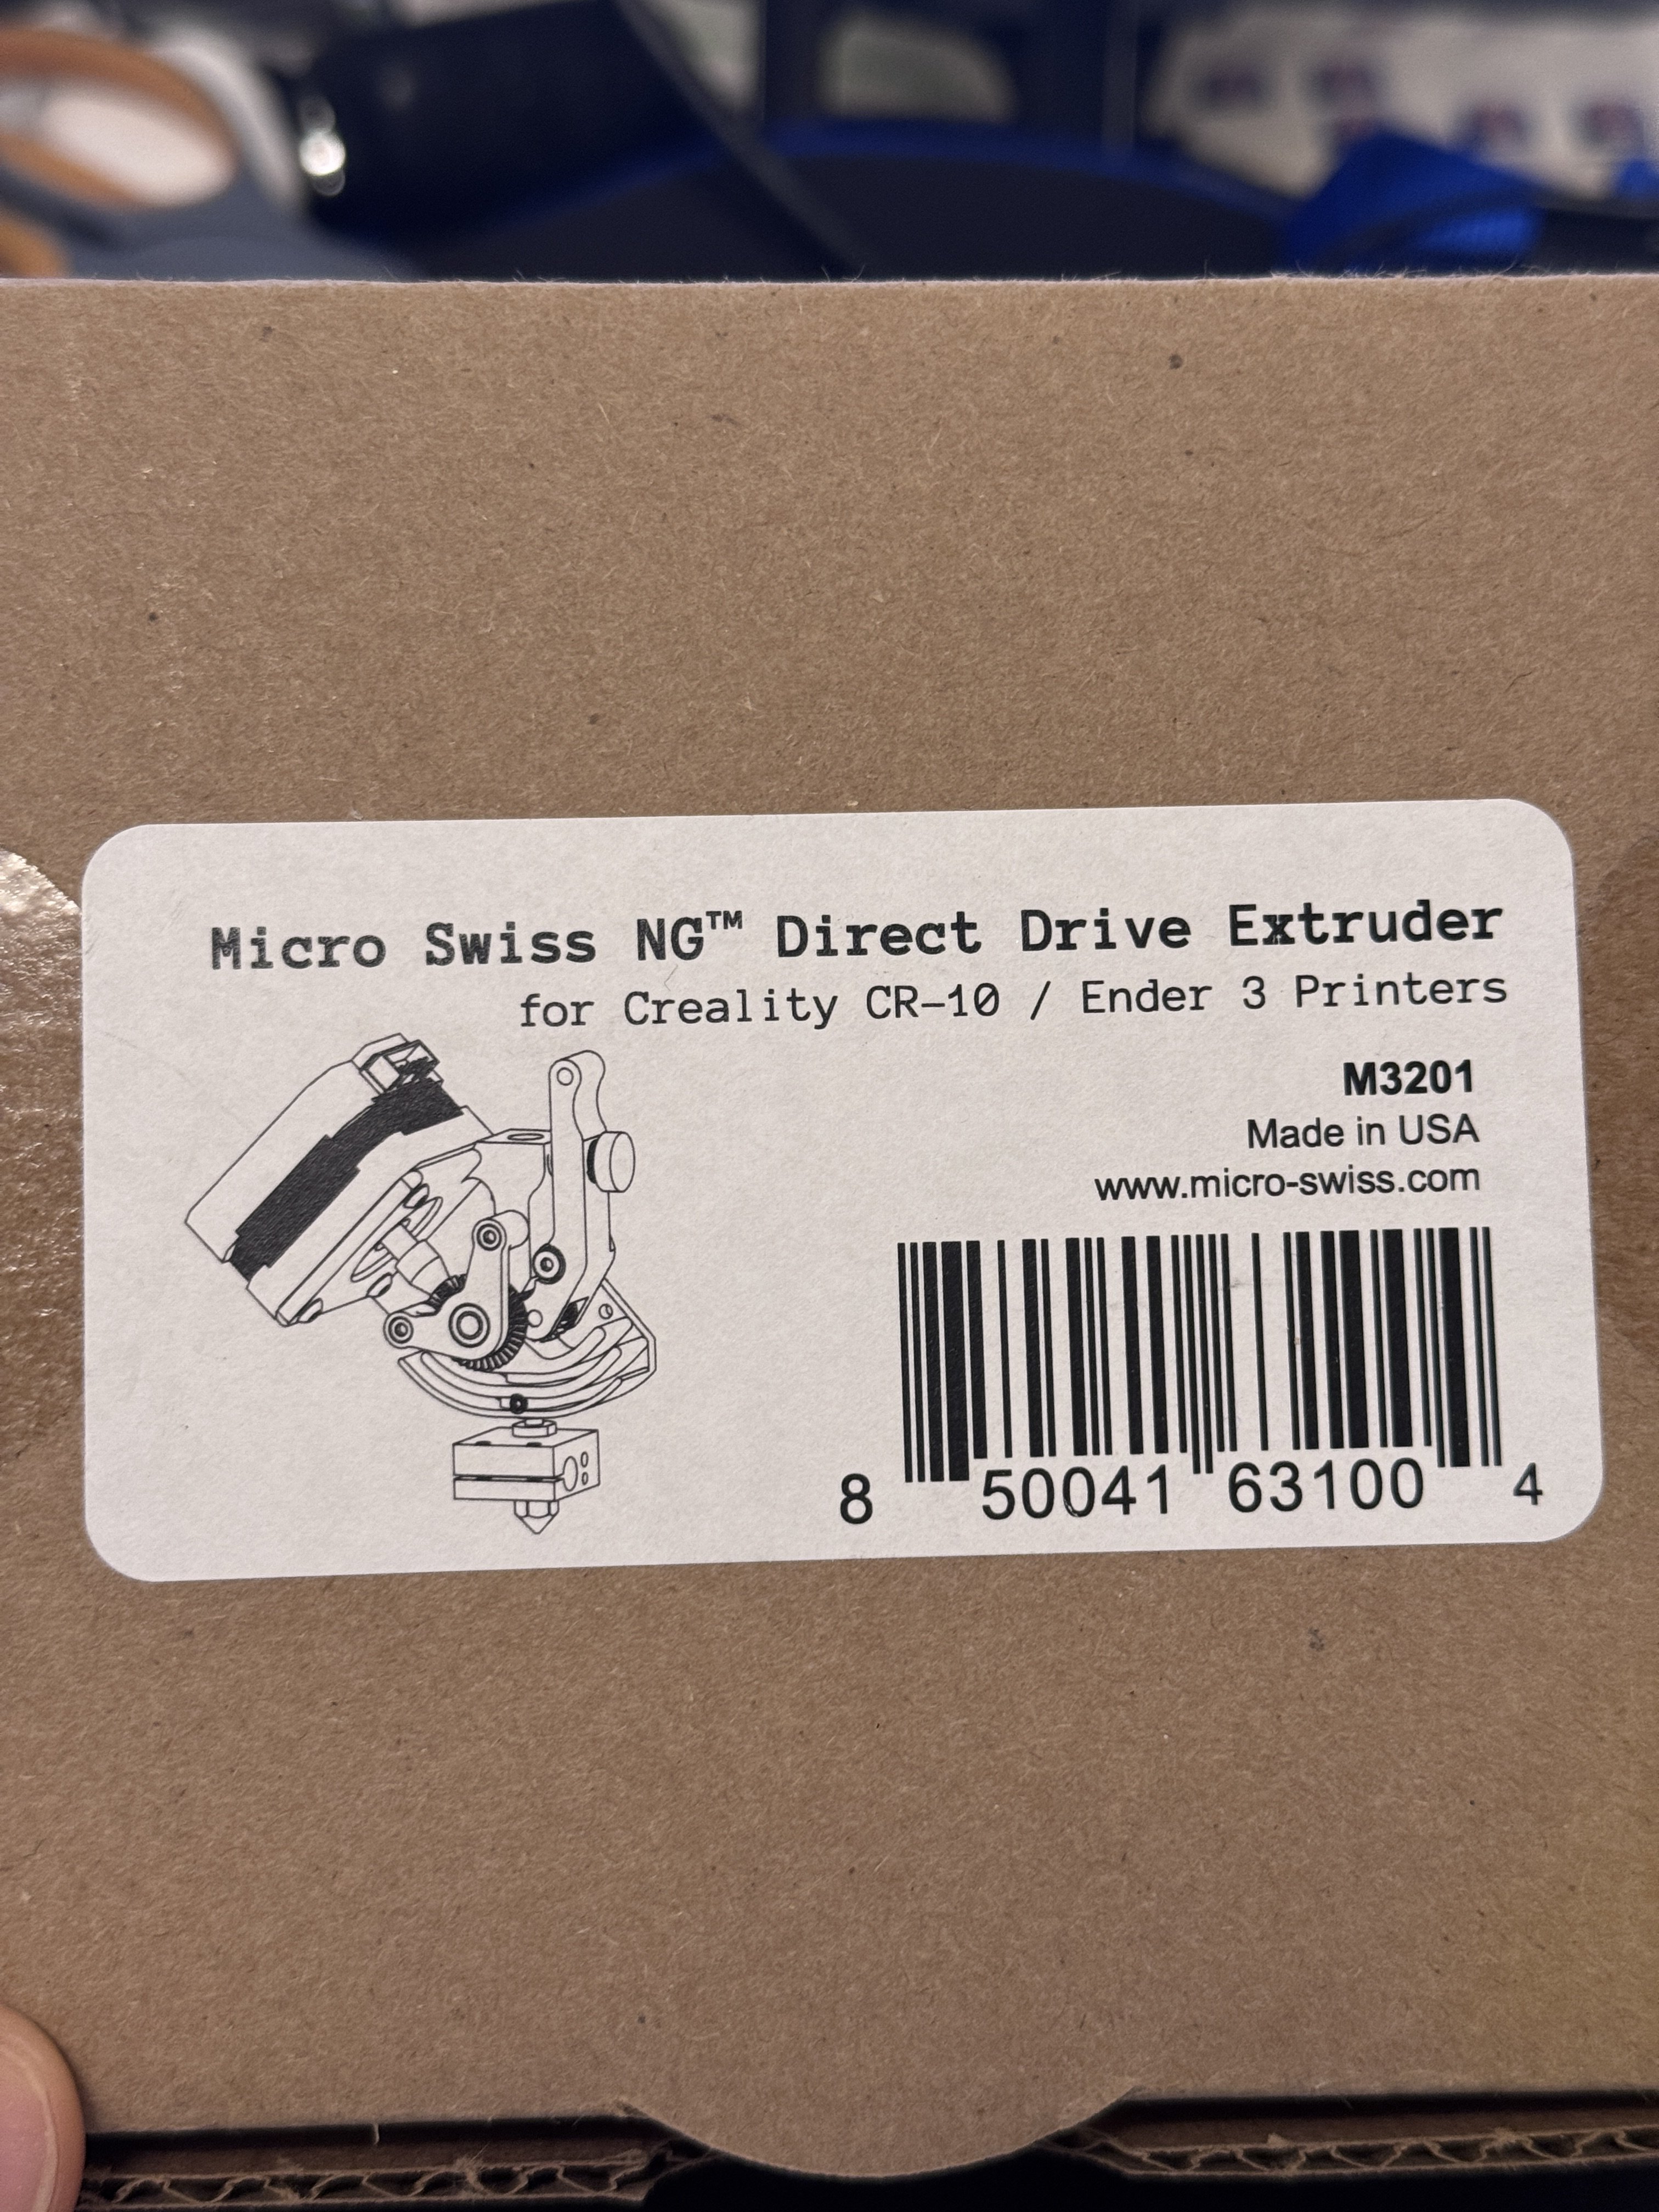 Micro Swiss NG™ Direct Drive Extruder
for Creality CR-10 / Ender 3 Printers
M3201
Made in USA
www.micro-swiss.com
8 50041 63100 4